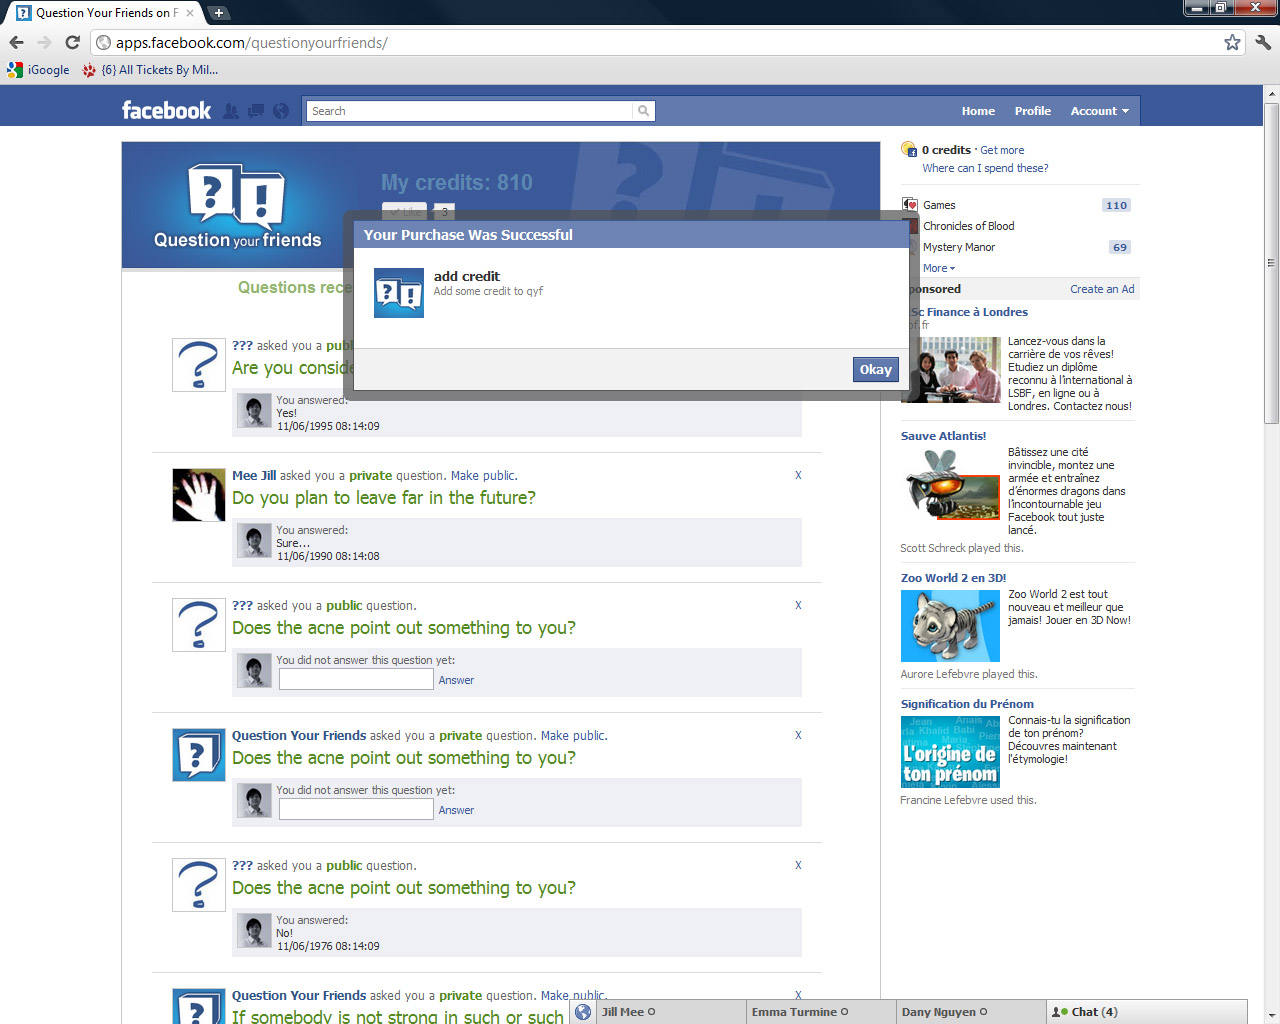 Question Your Friends on F
apps.facebook.com/questionyourfriends/
iGoogle
{6} All Tickets By Mil...
facebook
Search
Home
Profile
Account
My credits: 810
Like
3
Question your friends
Questions rece
Your Purchase Was Successful
add credit
Add some credit to qyf
Okay
??? asked you a publ
Are you conside
You answered:
Yes!
11/06/1995 08:14:09
Mee Jill asked you a private question. Make public.
X
Do you plan to leave far in the future?
You answered:
Sure...
11/06/1990 08:14:08
??? asked you a public question.
X
Does the acne point out something to you?
You did not answer this question yet:
Answer
Question Your Friends asked you a private question. Make public.
X
Does the acne point out something to you?
You did not answer this question yet:
Answer
??? asked you a public question.
X
Does the acne point out something to you?
You answered:
No!
11/06/1976 08:14:09
Question Your Friends asked you a private question. Make public.
X
If somebody is not strong in such or such
0 credits · Get more
Where can I spend these?
Games
110
Chronicles of Blood
Mystery Manor
69
More
ponsored
Create an Ad
Sc Finance à Londres
bf.fr
Lancez-vous dans la
carrière de vos rêves!
Etudiez un diplôme
reconnu à l'international à
LSBF, en ligne ou à
Londres. Contactez nous!
Sauve Atlantis!
Bâtissez une cité
invincible, montez une
armée et entraînez
d'énormes dragons dans
l'incontournable jeu
Facebook tout juste
lancé.
Scott Schreck played this.
Zoo World 2 en 3D!
Zoo World 2 est tout
nouveau et meilleur que
jamais! Jouer en 3D Now!
Aurore Lefebvre played this.
Signification du Prénom
L'origine de
ton prénom
Connais-tu la signification
de ton prénom?
Découvres maintenant
l'étymologie!
Francine Lefebvre used this.
Jill Mee
Emma Turmine
Dany Nguyen
Chat (4)